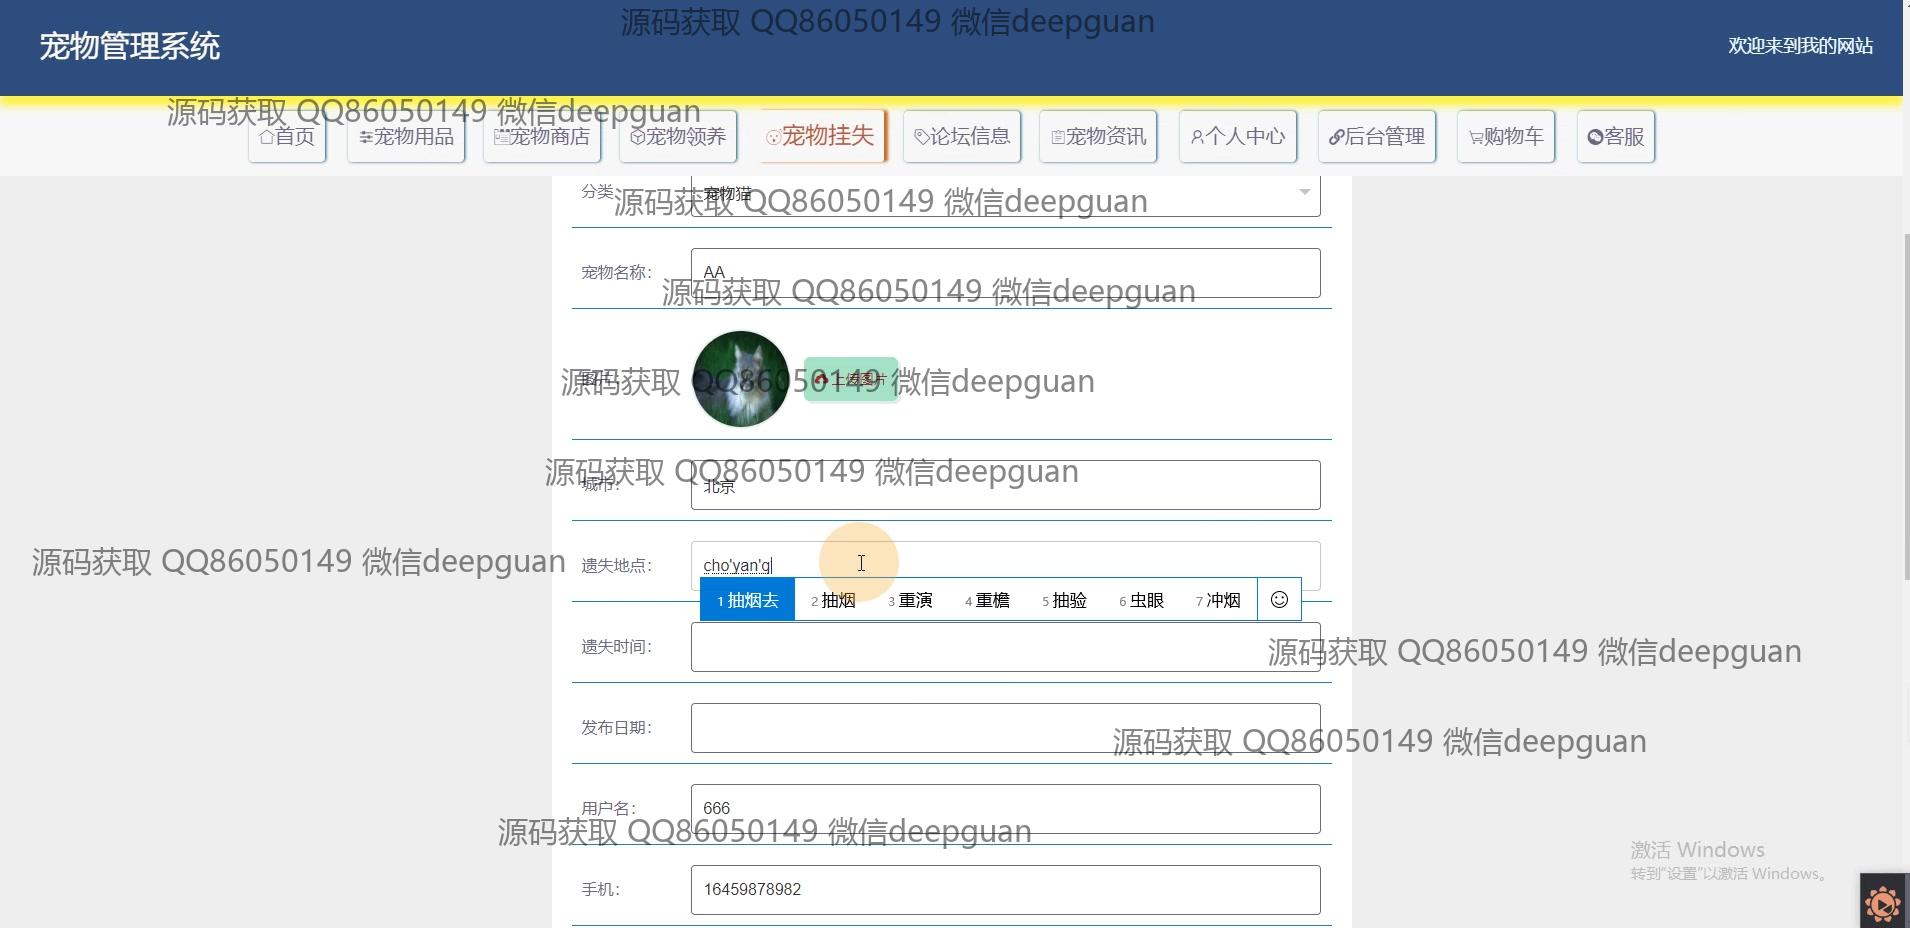 源码获取 QQ86050149 微信deepguan
宠物管理系统
欢迎来到我的网站
源码获取 QQ86050149 微信deepguan
首页
宠物用品
宠物商店
宠物领养
宠物挂失
论坛信息
宠物资讯
个人中心
后台管理
购物车
客服
分类
宠物猫
源码获取 QQ86050149 微信deepguan
宠物名称：
AA
源码获取 QQ86050149 微信deepguan
上传图片
源码获取 QQ86050149 微信deepguan
源码获取 QQ86050149 微信deepguan
城市：
北京
源码获取 QQ86050149 微信deepguan
遗失地点：
cho'yan'q
1 抽烟去 2 抽烟 3 重演 4 重檐 5 抽验 6 虫眼 7 冲烟
遗失时间：
源码获取 QQ86050149 微信deepguan
发布日期：
源码获取 QQ86050149 微信deepguan
用户名：
666
源码获取 QQ86050149 微信deepguan
激活 Windows
转到"设置"以激活 Windows。
手机：
16459878982